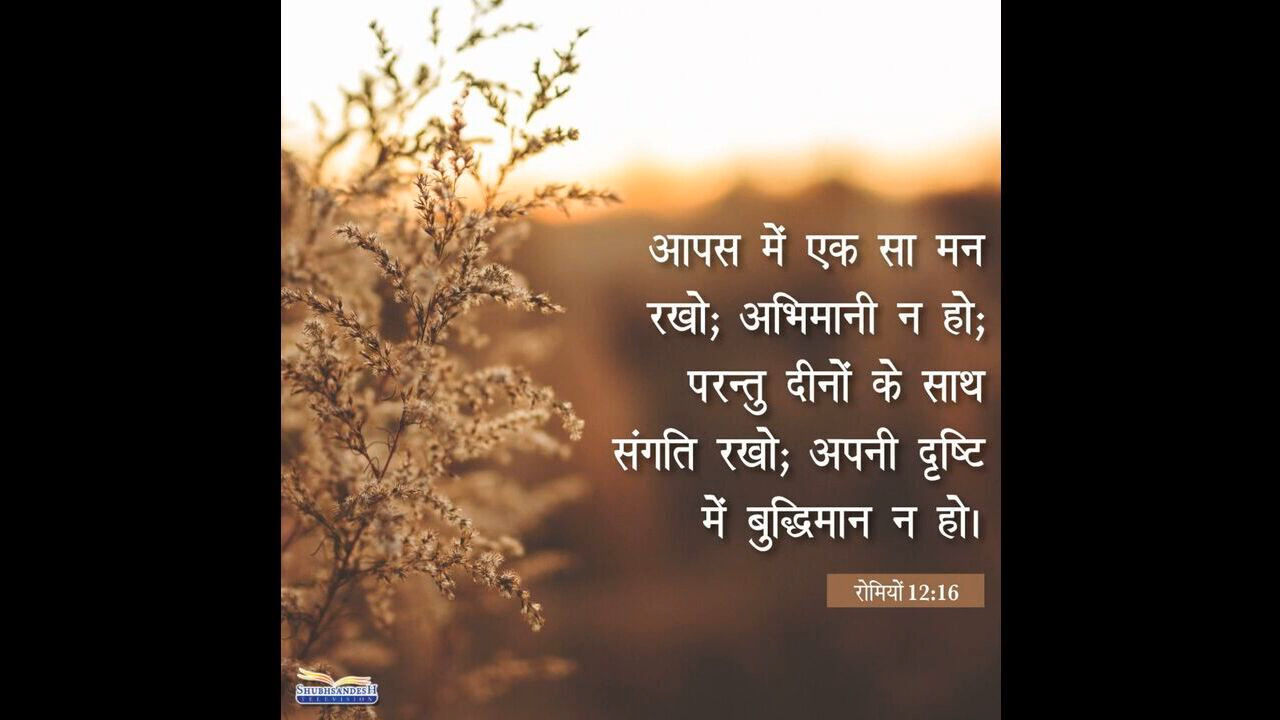 आपस में एक सा मन
रखो; अभिमानी न हो;
परन्तु दीनों के साथ
संगति रखो; अपनी दृष्टि
में बुद्धिमान न हो।
रोमियों 12:16
SHUBHSANDESH
TELEVISION